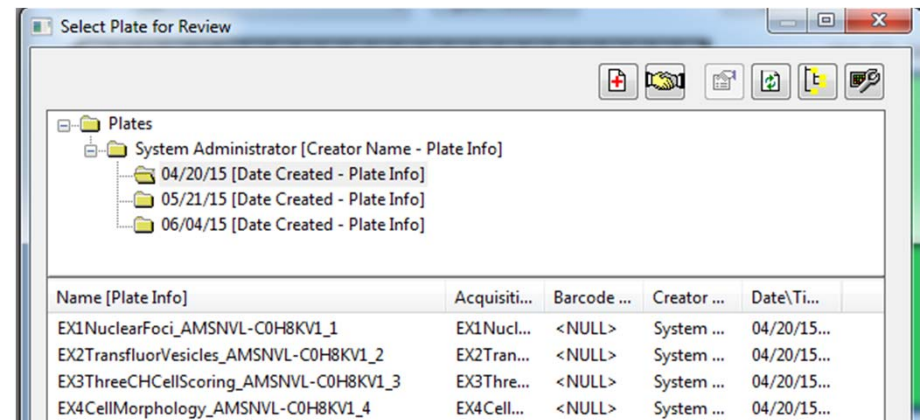 Select Plate for Review
Plates
System Administrator [Creator Name - Plate Info]
04/20/15 [Date Created - Plate Info]
05/21/15 [Date Created - Plate Info]
06/04/15 [Date Created - Plate Info]
Name [Plate Info] Acquisiti... Barcode ... Creator ... Date\Ti...
EX1NuclearFoci_AMSNVL-C0H8KV1_1 EX1Nucl... <NULL> System ... 04/20/15...
EX2TransfluorVesicles_AMSNVL-C0H8KV1_2 EX2Tran... <NULL> System ... 04/20/15...
EX3ThreeCHCellScoring_AMSNVL-C0H8KV1_3 EX3Thre... <NULL> System ... 04/20/15...
EX4CellMorphology_AMSNVL-C0H8KV1_4 EX4Cell... <NULL> System ... 04/20/15...